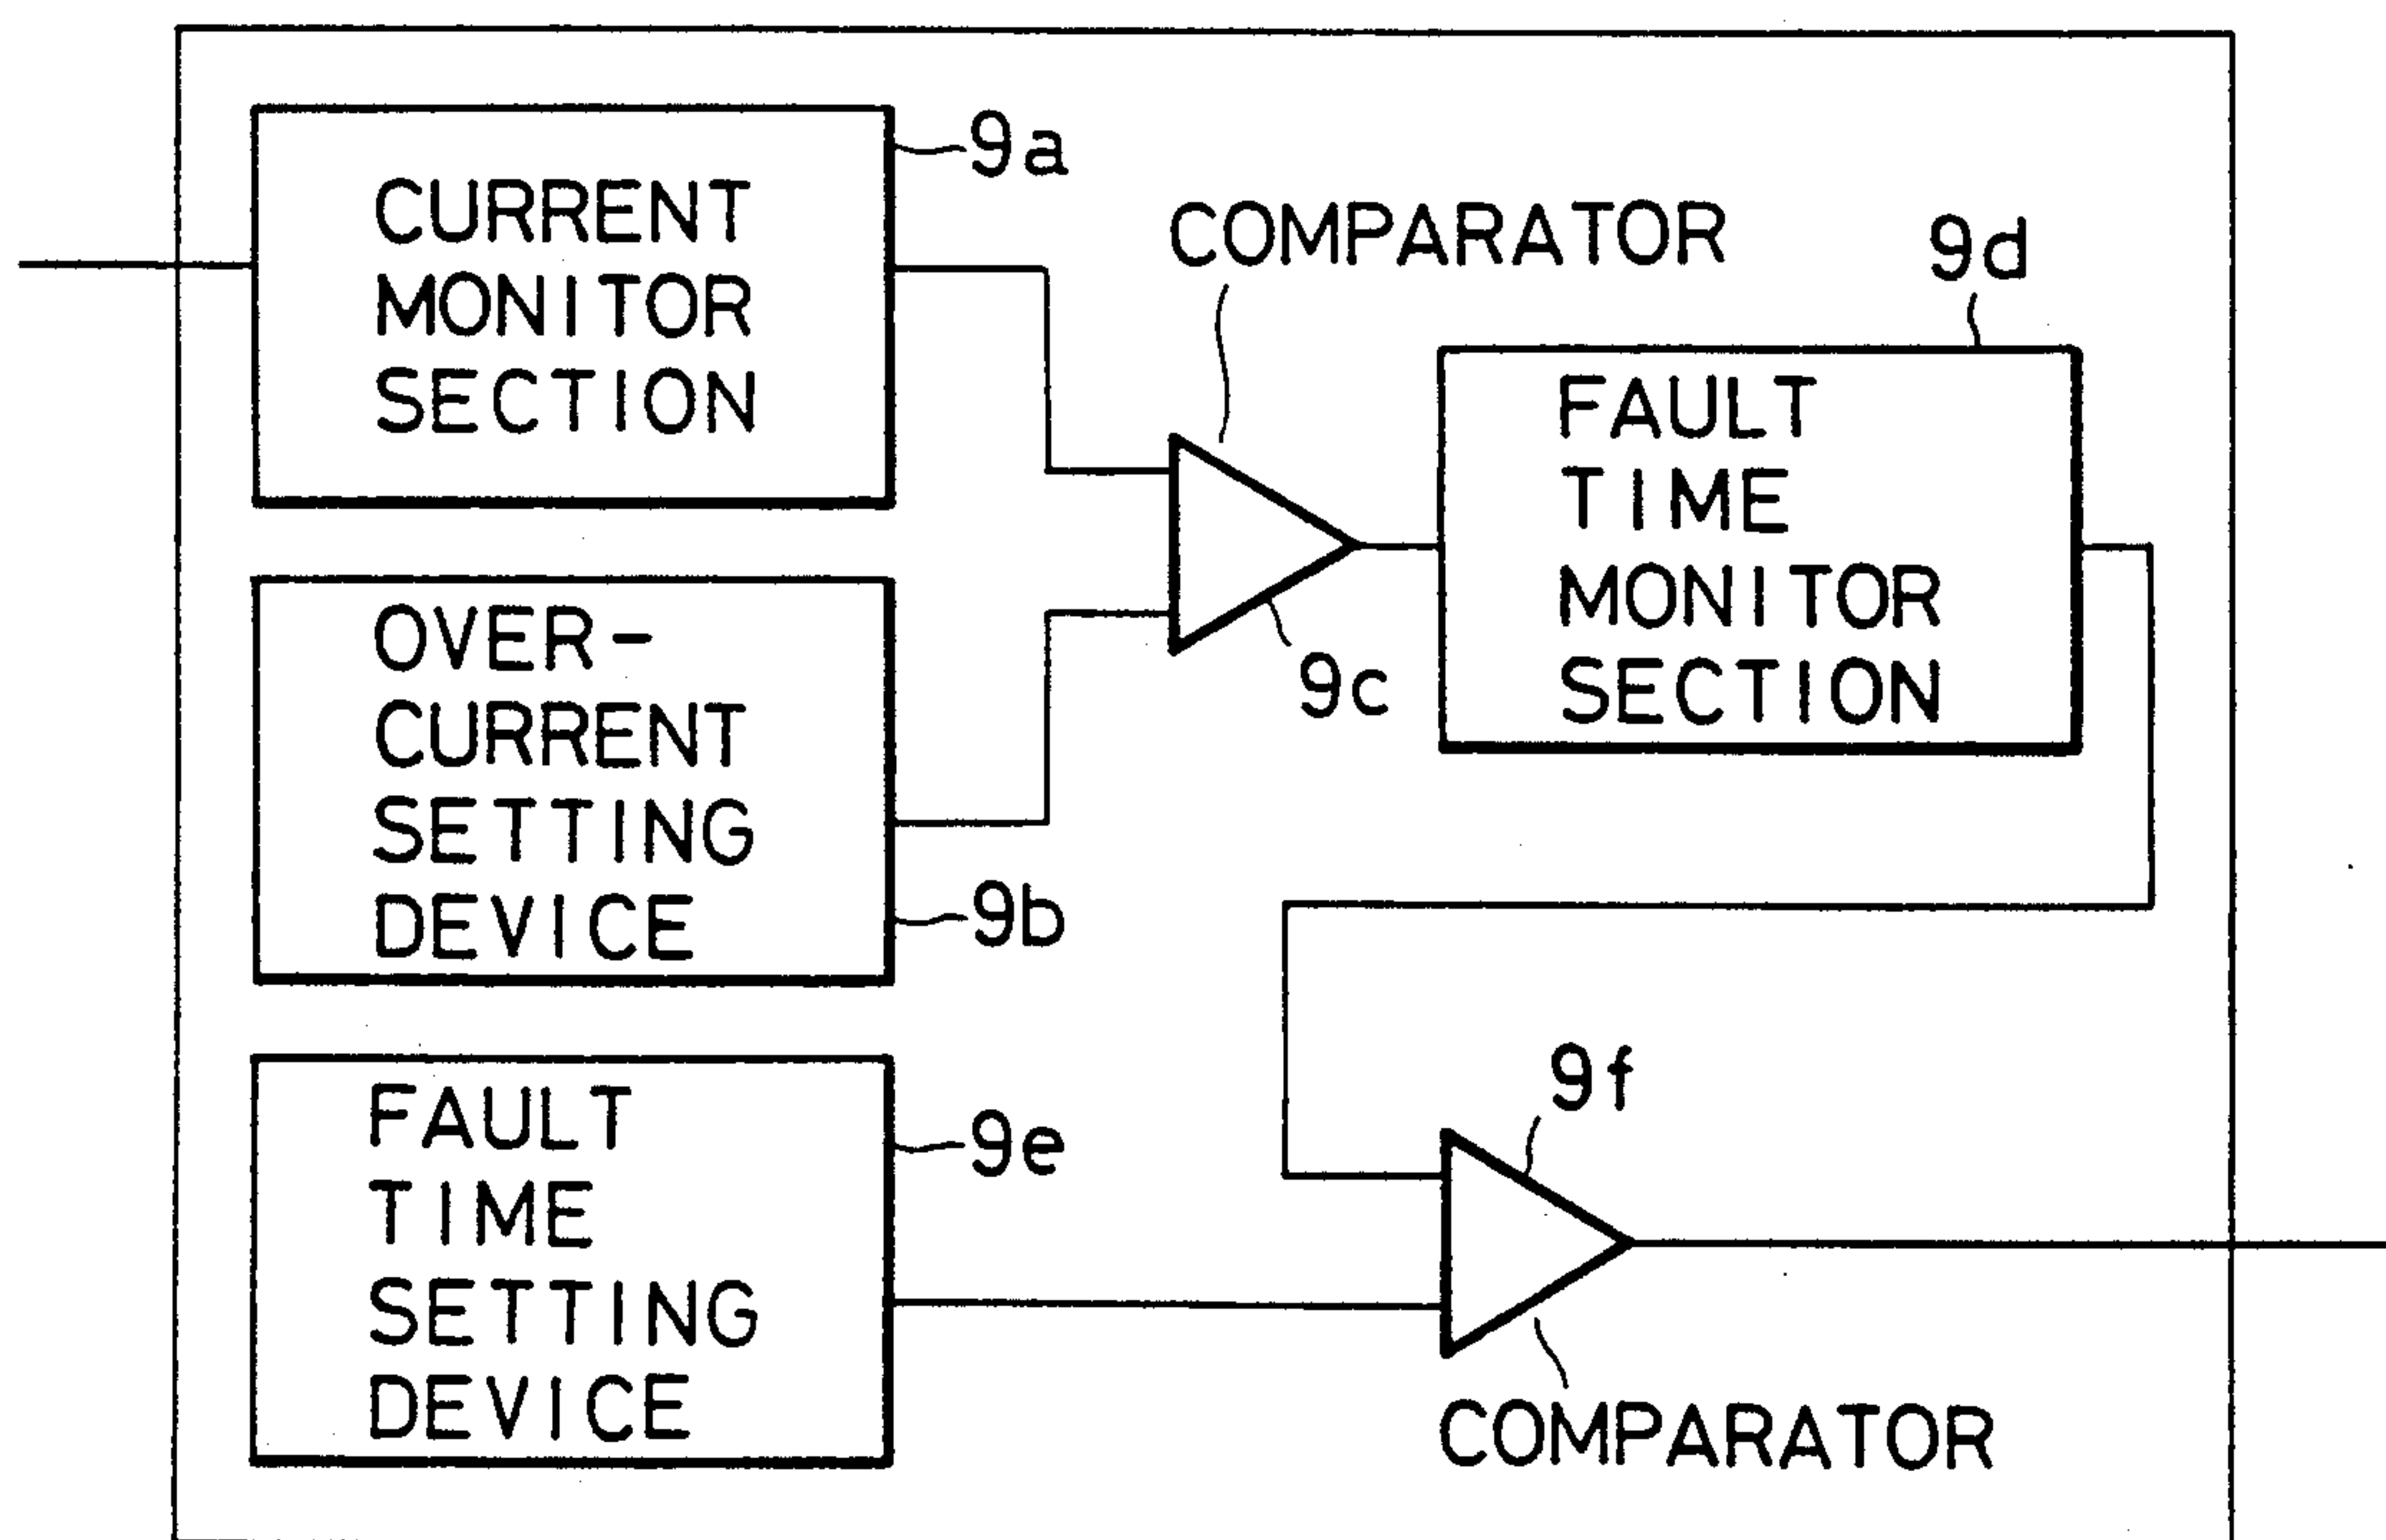 9a
CURRENT
MONITOR
SECTION
COMPARATOR
9d
FAULT
TIME
MONITOR
SECTION
9c
OVER-
CURRENT
SETTING
DEVICE
9b
FAULT
TIME
SETTING
DEVICE
9e
9f
COMPARATOR